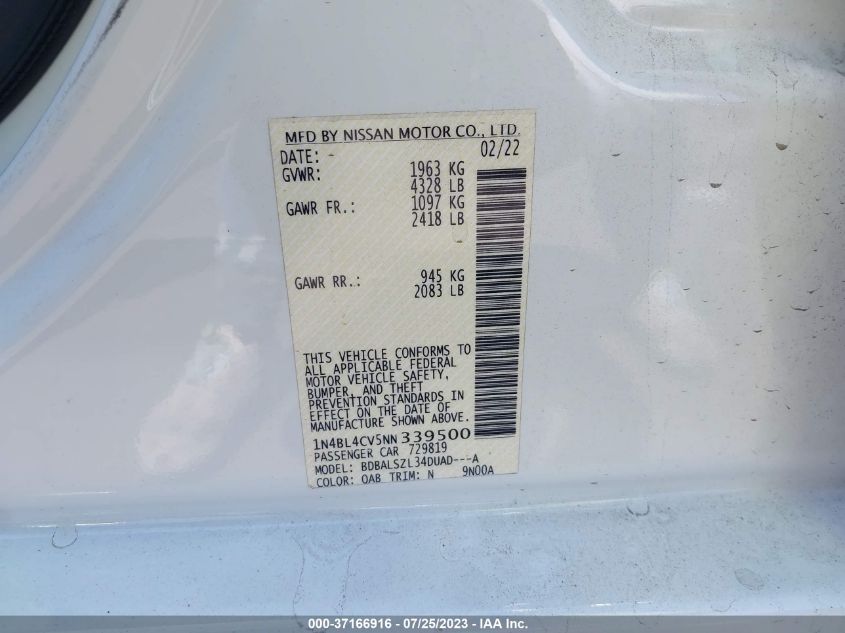 MFD BY NISSAN MOTOR CO., LTD.
DATE: 02/22
GVWR: 1963 KG
4328 LB
GAWR FR.: 1097 KG
2418 LB
GAWR RR.: 945 KG
2083 LB
THIS VEHICLE CONFORMS TO
ALL APPLICABLE FEDERAL
MOTOR VEHICLE SAFETY,
BUMPER, AND THEFT
PREVENTION STANDARDS IN
EFFECT ON THE DATE OF
MANUFACTURE SHOWN ABOVE.
1N4BL4CV5NN339500
PASSENGER CAR 729819
MODEL: BDBALSZL34DUAD---A
COLOR: QAB TRIM: N 9N00A
000-37166916 / 07/25/2023 - IAA Inc.